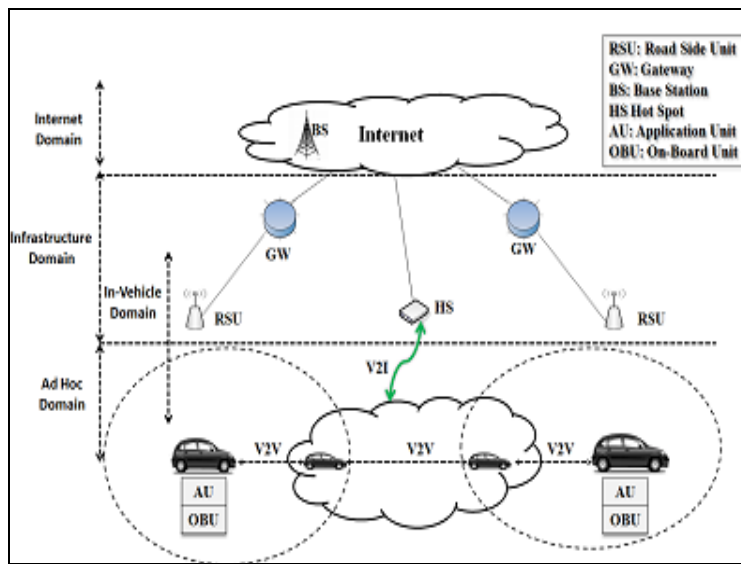 RSU: Road Side Unit
GW: Gateway
BS: Base Station
HS Hot Spot
AU: Application Unit
OBU: On-Board Unit
Internet
Domain
BS
Internet
Infrastructure
Domain
GW
GW
In-Vehicle
Domain
RSU
HS
RSU
Ad Hoc
Domain
V2I
V2V
V2V
V2V
AU
OBU
AU
OBU